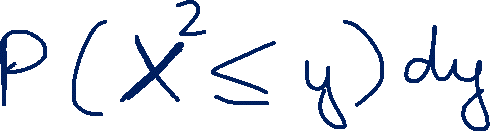 P(X² ≤ y) dy